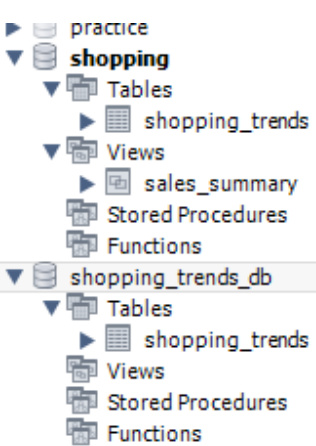 practice
shopping
Tables
shopping_trends
Views
sales_summary
Stored Procedures
Functions
shopping_trends_db
Tables
shopping_trends
Views
Stored Procedures
Functions